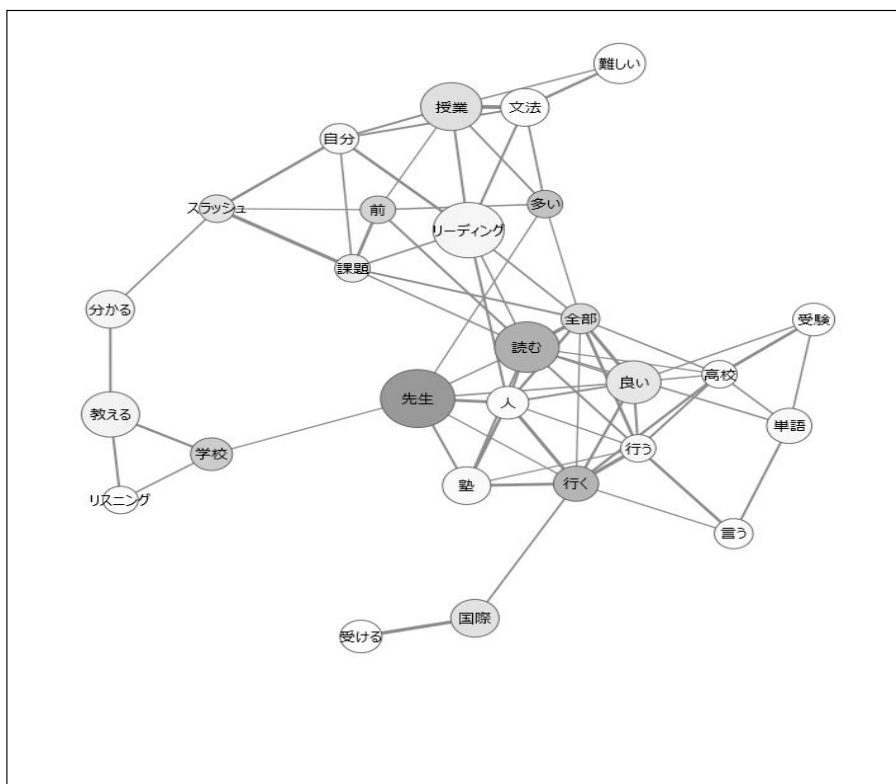 難しい
授業
文法
自分
スラッシュ
前
多い
リーディング
課題
分かる
全部
受験
読む
高校
良い
先生
人
教える
単語
学校
行う
塾
行く
リスニング
言う
国際
受ける